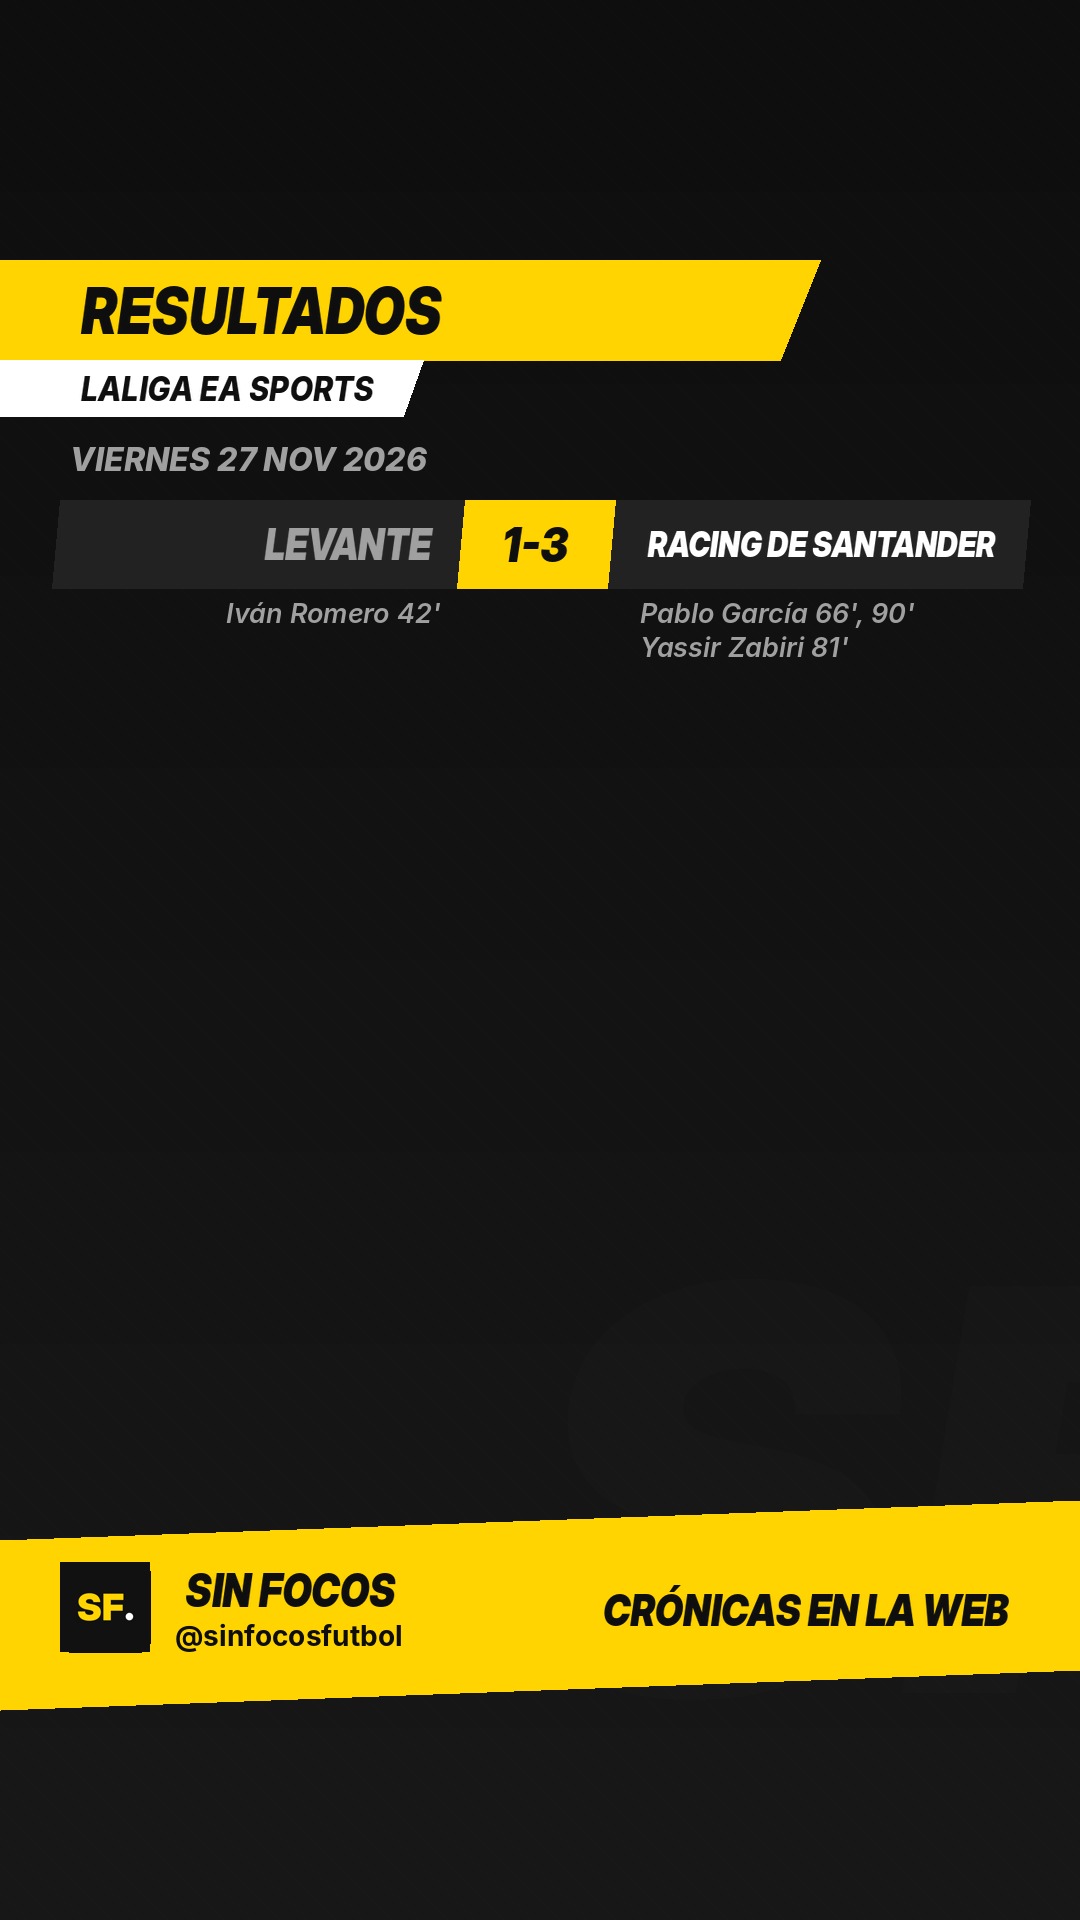 RESULTADOS
LALIGA EA SPORTS
VIERNES 27 NOV 2026
LEVANTE 1-3 RACING DE SANTANDER
Iván Romero 42' Pablo García 66', 90'
Yassir Zabiri 81'
SF
SF. SIN FOCOS
@sinfocosfutbol
CRÓNICAS EN LA WEB